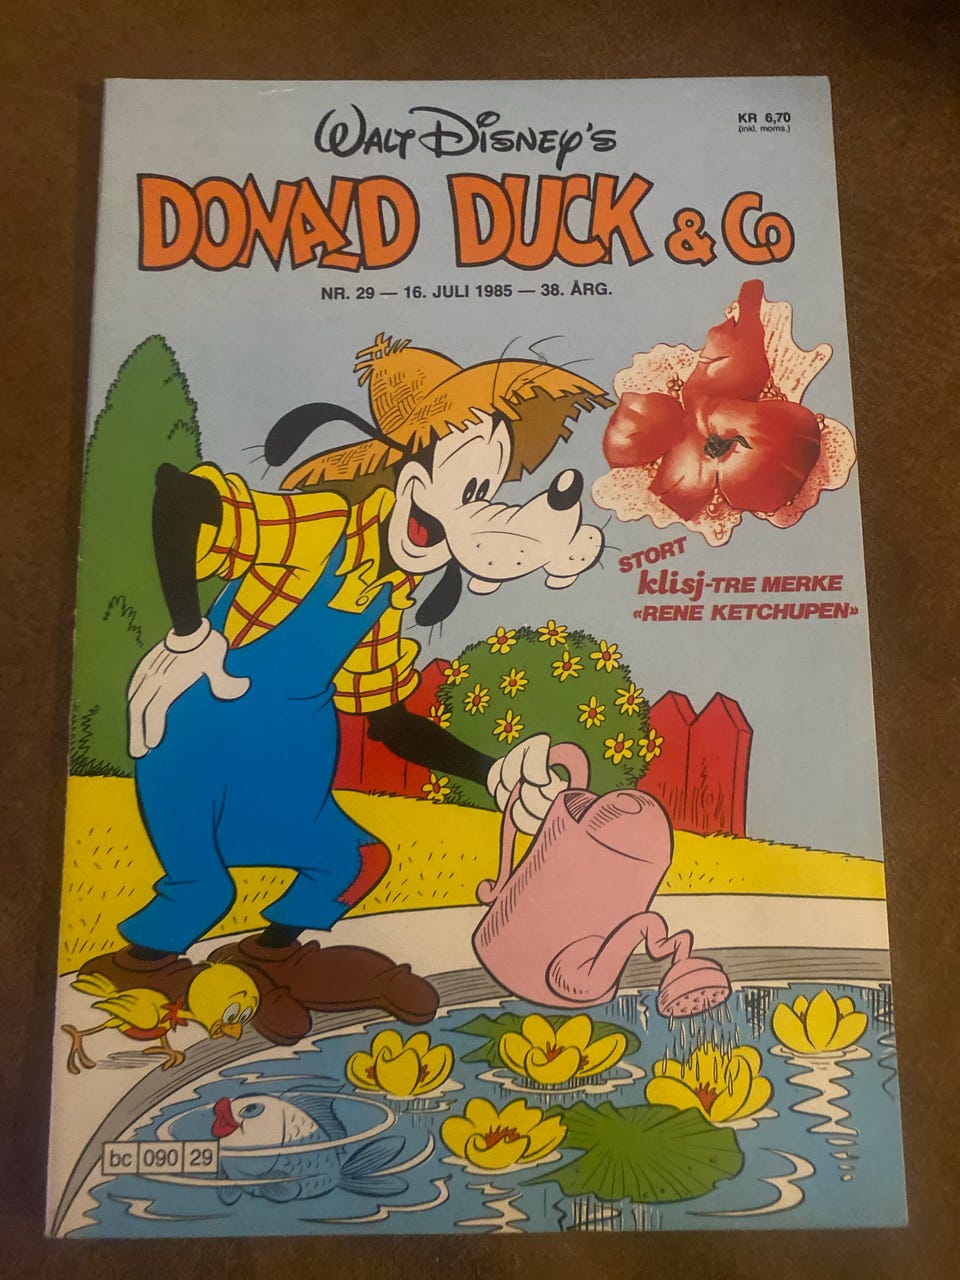 WALT DISNEY'S
KR 6,70
(inkl. moms.)
DONALD DUCK & Co
NR. 29 — 16. JULI 1985 — 38. ÅRG.
STORT
klisj-TRE MERKE
«RENE KETCHUPEN»
bc 090 29